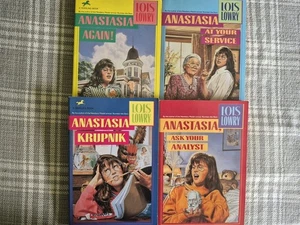 ANASTASIA
AGAIN!
LOIS
LOWRY
ANASTASIA
AT YOUR
SERVICE
LOIS
LOWRY
ANASTASIA
KRUPNIK
LOIS
LOWRY
ANASTASIA,
ASK YOUR
ANALYST
LOIS
LOWRY